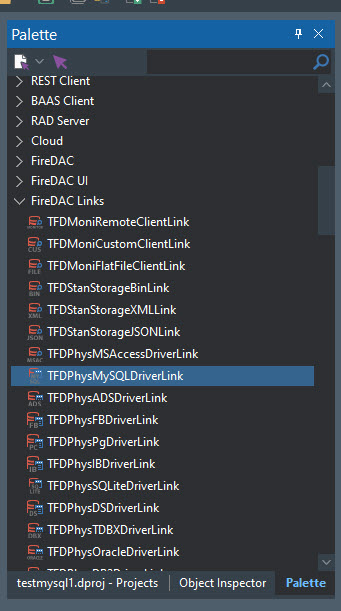 Palette
REST Client
BAAS Client
RAD Server
Cloud
FireDAC
FireDAC UI
FireDAC Links
TFDMoniRemoteClientLink
TFDMoniCustomClientLink
TFDMoniFlatFileClientLink
TFDStanStorageBinLink
TFDStanStorageXMLLink
TFDStanStorageJSONLink
TFDPhysMSAccessDriverLink
TFDPhysMySQLDriverLink
TFDPhysADSDriverLink
TFDPhysFBDriverLink
TFDPhysPgDriverLink
TFDPhysIBDriverLink
TFDPhysSQLiteDriverLink
TFDPhysDSDriverLink
TFDPhysTDBXDriverLink
TFDPhysOracleDriverLink
TFDPhysDB2DriverLink
testmysql1.dproj - Projects Object Inspector Palette